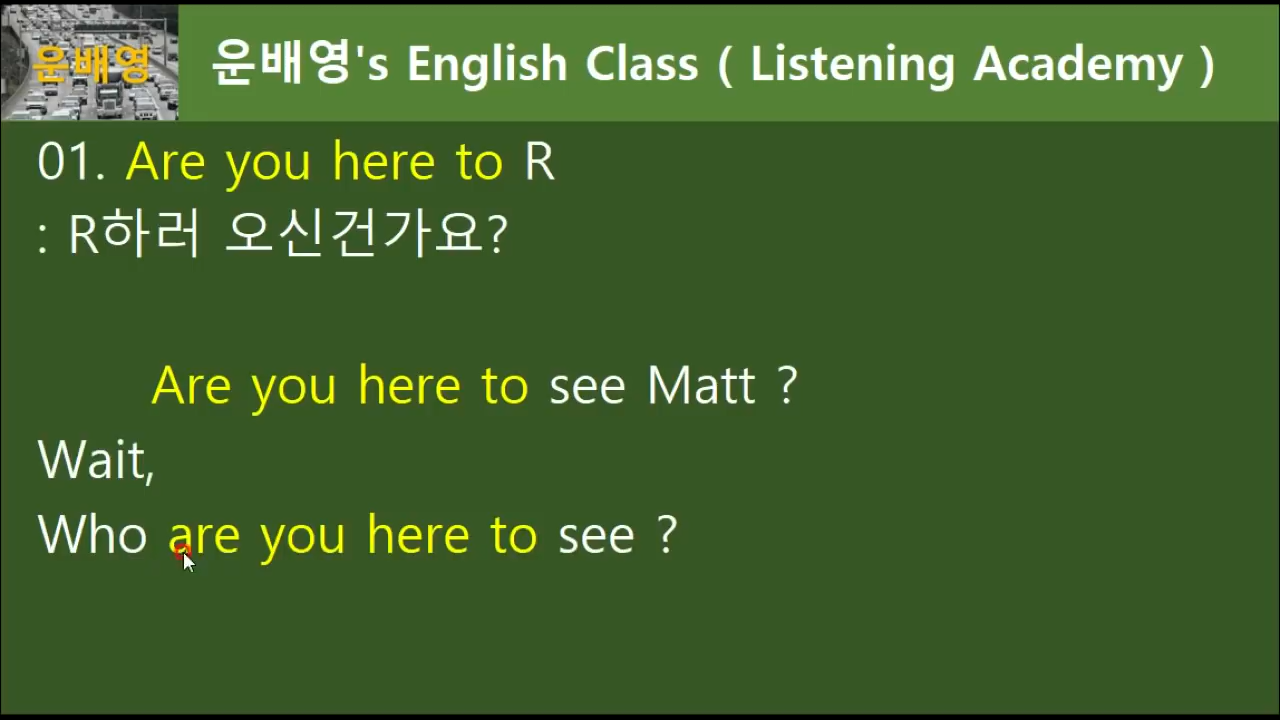 운배영
운배영's English Class ( Listening Academy )
01. Are you here to R
: R하러 오신건가요?
Are you here to see Matt ?
Wait,
Who are you here to see ?